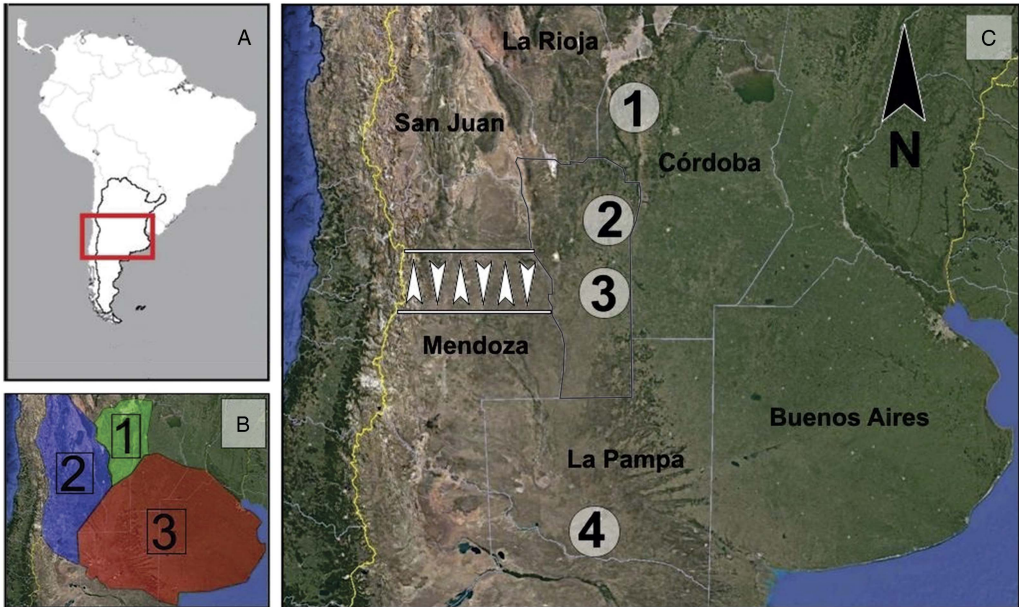 A
B
1
2
3
C
La Rioja
1
San Juan
Córdoba
N
2
3
Mendoza
Buenos Aires
La Pampa
4